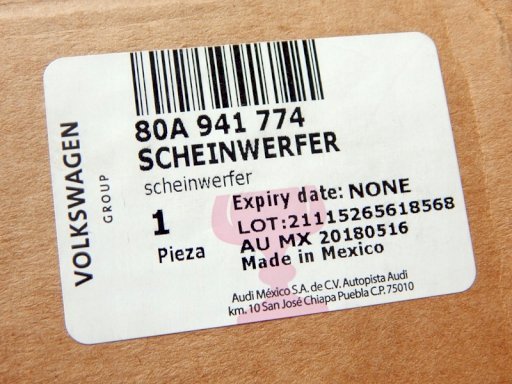 VOLKSWAGEN
GROUP
80A 941 774
SCHEINWERFER
scheinwerfer
1
Pieza
Expiry date: NONE
LOT:21115265618568
AU MX 20180516
Made in Mexico
Audi México S.A. de C.V. Autopista Audi
km. 10 San José Chiapa Puebla C.P. 75010